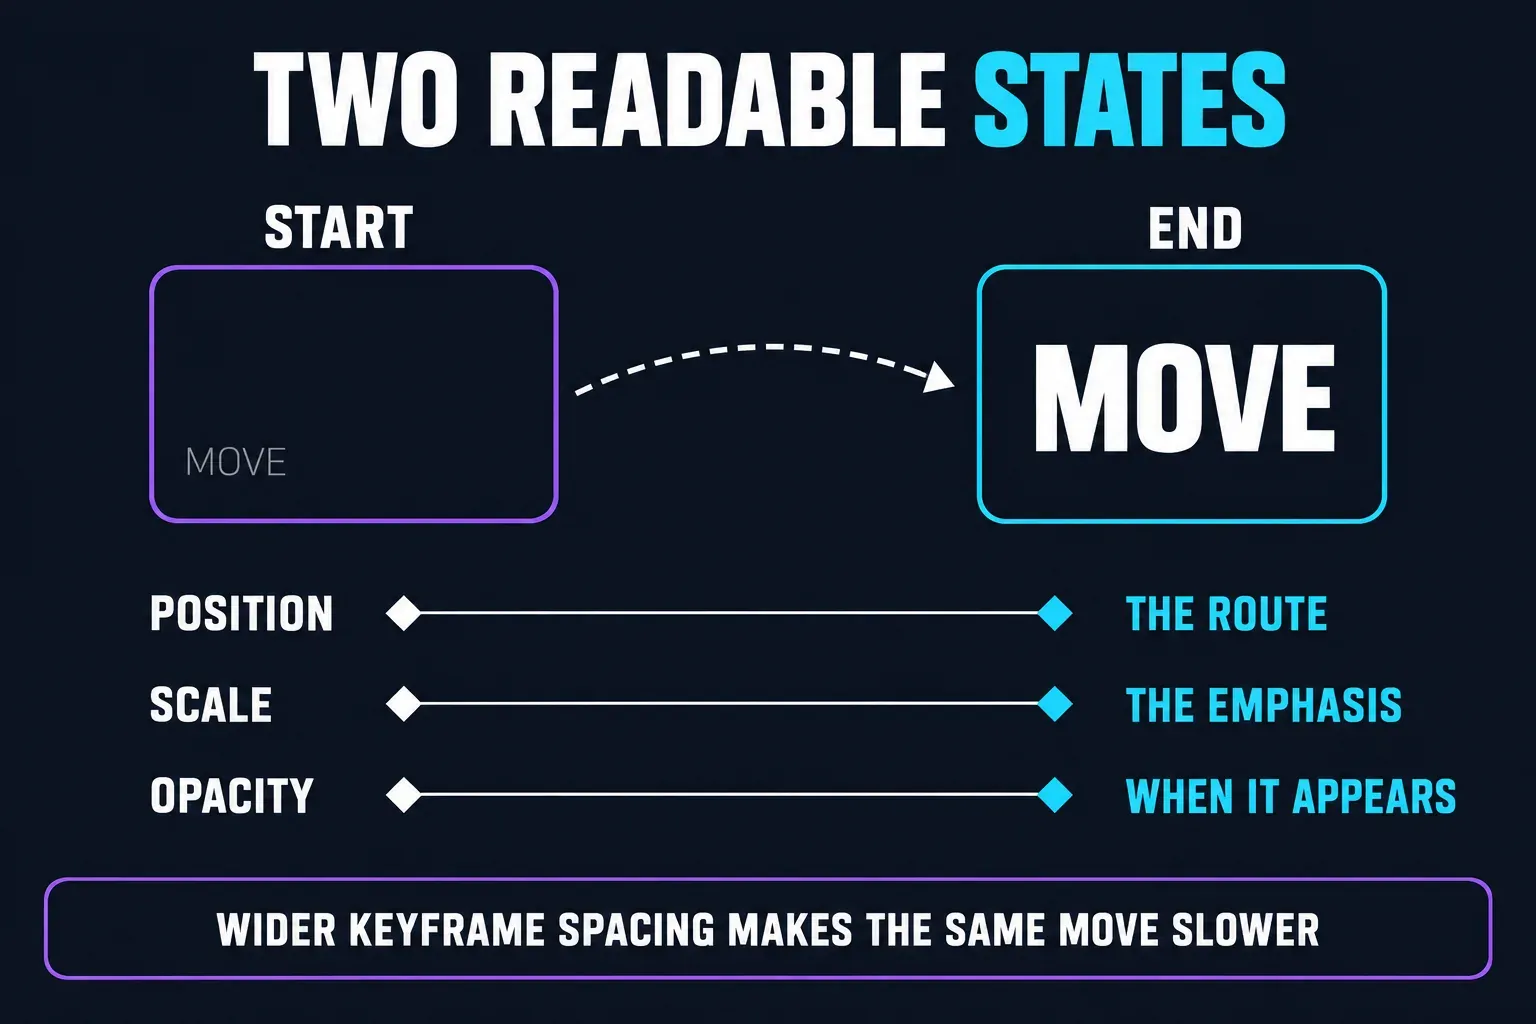 TWO READABLE STATES
START
END
MOVE
MOVE
POSITION
THE ROUTE
SCALE
THE EMPHASIS
OPACITY
WHEN IT APPEARS
WIDER KEYFRAME SPACING MAKES THE SAME MOVE SLOWER